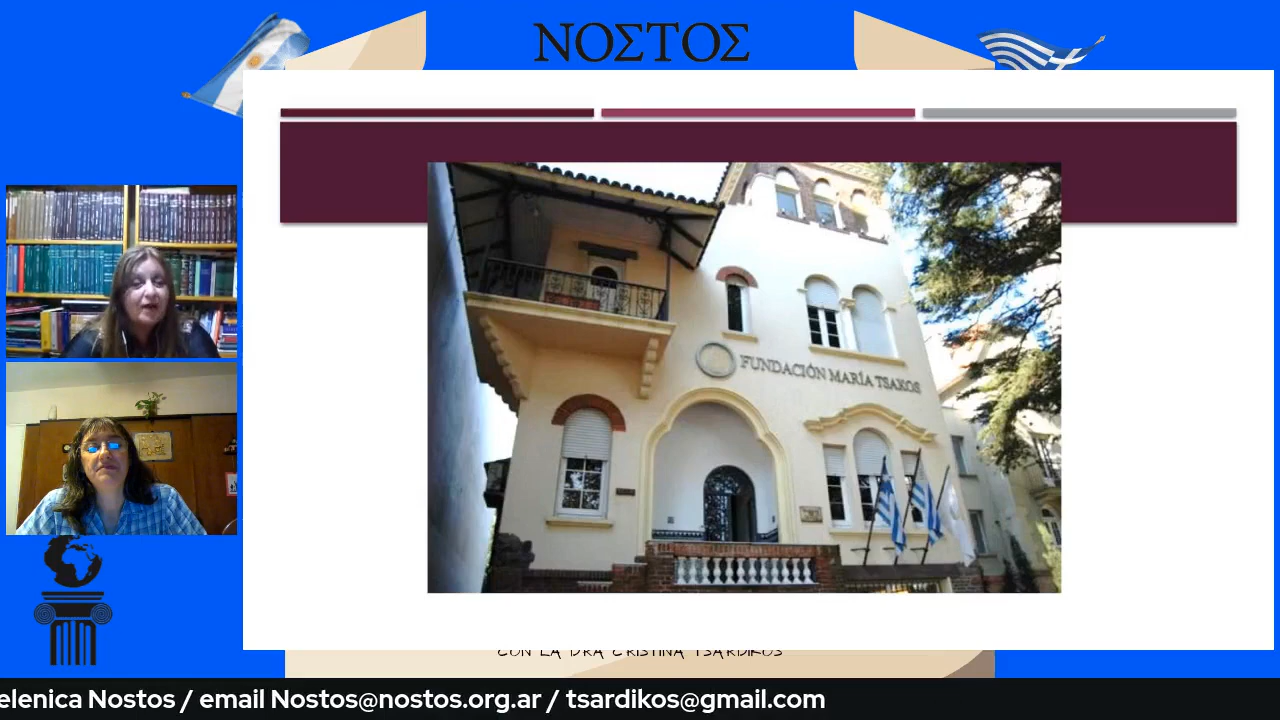 ΝΟΣΤΟΣ
FUNDACIÓN MARÍA TSAKOS
CON LA DRA CRISTINA TSARDIKOS
elenica Nostos / email Nostos@nostos.org.ar / tsardikos@gmail.com